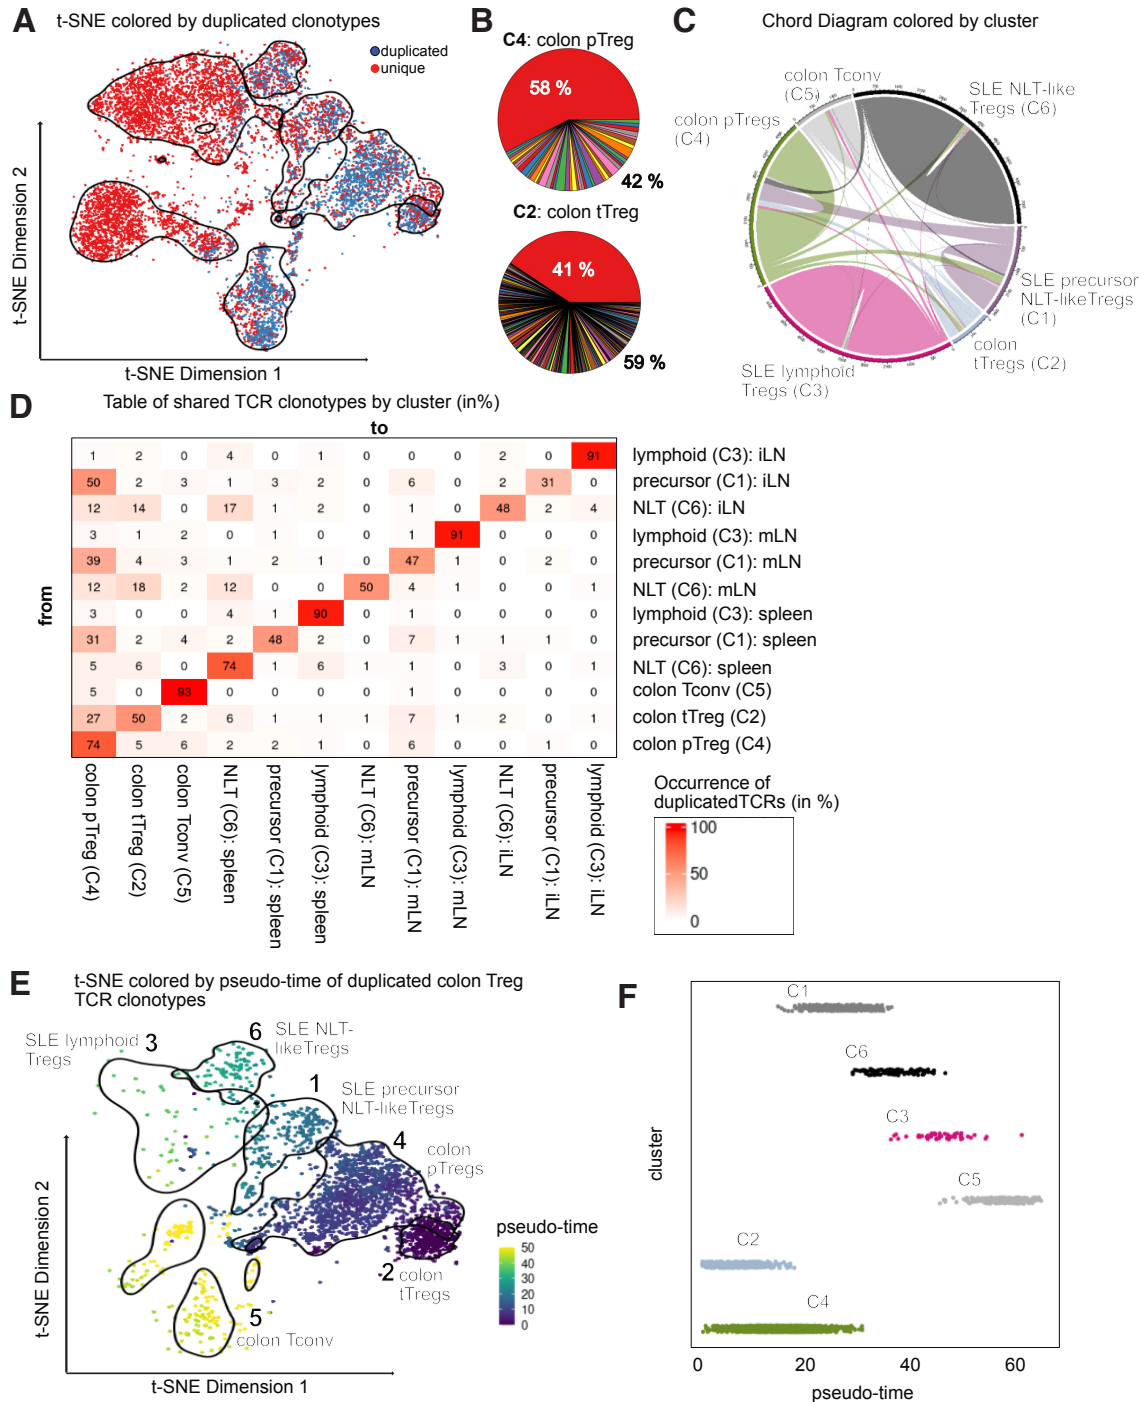 A
t-SNE colored by duplicated clonotypes
duplicated
unique
t-SNE Dimension 2
t-SNE Dimension 1
B
C4: colon pTreg
58 %
42 %
C2: colon tTreg
41 %
59 %
C
Chord Diagram colored by cluster
colon Tconv
(C5)
SLE NLT-like
Tregs (C6)
colon pTregs
(C4)
SLE precursor
NLT-likeTregs
(C1)
colon
tTregs (C2)
SLE lymphoid
Tregs (C3)
D
Table of shared TCR clonotypes by cluster (in%)
to
from
1 2 0 4 0 1 0 0 0 2 0 91 lymphoid (C3): iLN
50 2 3 1 3 2 0 6 0 2 31 0 precursor (C1): iLN
12 14 0 17 1 2 0 1 0 48 2 4 NLT (C6): iLN
3 1 2 0 1 0 0 1 91 0 0 0 lymphoid (C3): mLN
39 4 3 1 2 1 0 47 1 0 2 0 precursor (C1): mLN
12 18 2 12 0 0 50 4 1 0 0 1 NLT (C6): mLN
3 0 0 4 1 90 0 1 0 0 0 0 lymphoid (C3): spleen
31 2 4 2 48 2 0 7 1 1 1 0 precursor (C1): spleen
5 6 0 74 1 6 1 1 0 3 0 1 NLT (C6): spleen
5 0 93 0 0 0 0 1 0 0 0 0 colon Tconv (C5)
27 50 2 6 1 1 1 7 1 2 0 1 colon tTreg (C2)
74 5 6 2 2 1 0 6 0 0 1 0 colon pTreg (C4)
colon pTreg (C4)
colon tTreg (C2)
colon Tconv (C5)
NLT (C6): spleen
precursor (C1): spleen
lymphoid (C3): spleen
NLT (C6): mLN
precursor (C1): mLN
lymphoid (C3): mLN
NLT (C6): iLN
precursor (C1): iLN
lymphoid (C3): iLN
Occurrence of
duplicatedTCRs (in %)
100
50
0
E
t-SNE colored by pseudo-time of duplicated colon Treg
TCR clonotypes
SLE lymphoid
Tregs
3
6
SLE NLT-
likeTregs
1
SLE precursor
NLT-likeTregs
4
colon
pTregs
2
colon
tTregs
5
colon Tconv
pseudo-time
50
40
30
20
10
0
t-SNE Dimension 2
t-SNE Dimension 1
F
C1
C6
C3
C5
C2
C4
cluster
0 20 40 60
pseudo-time